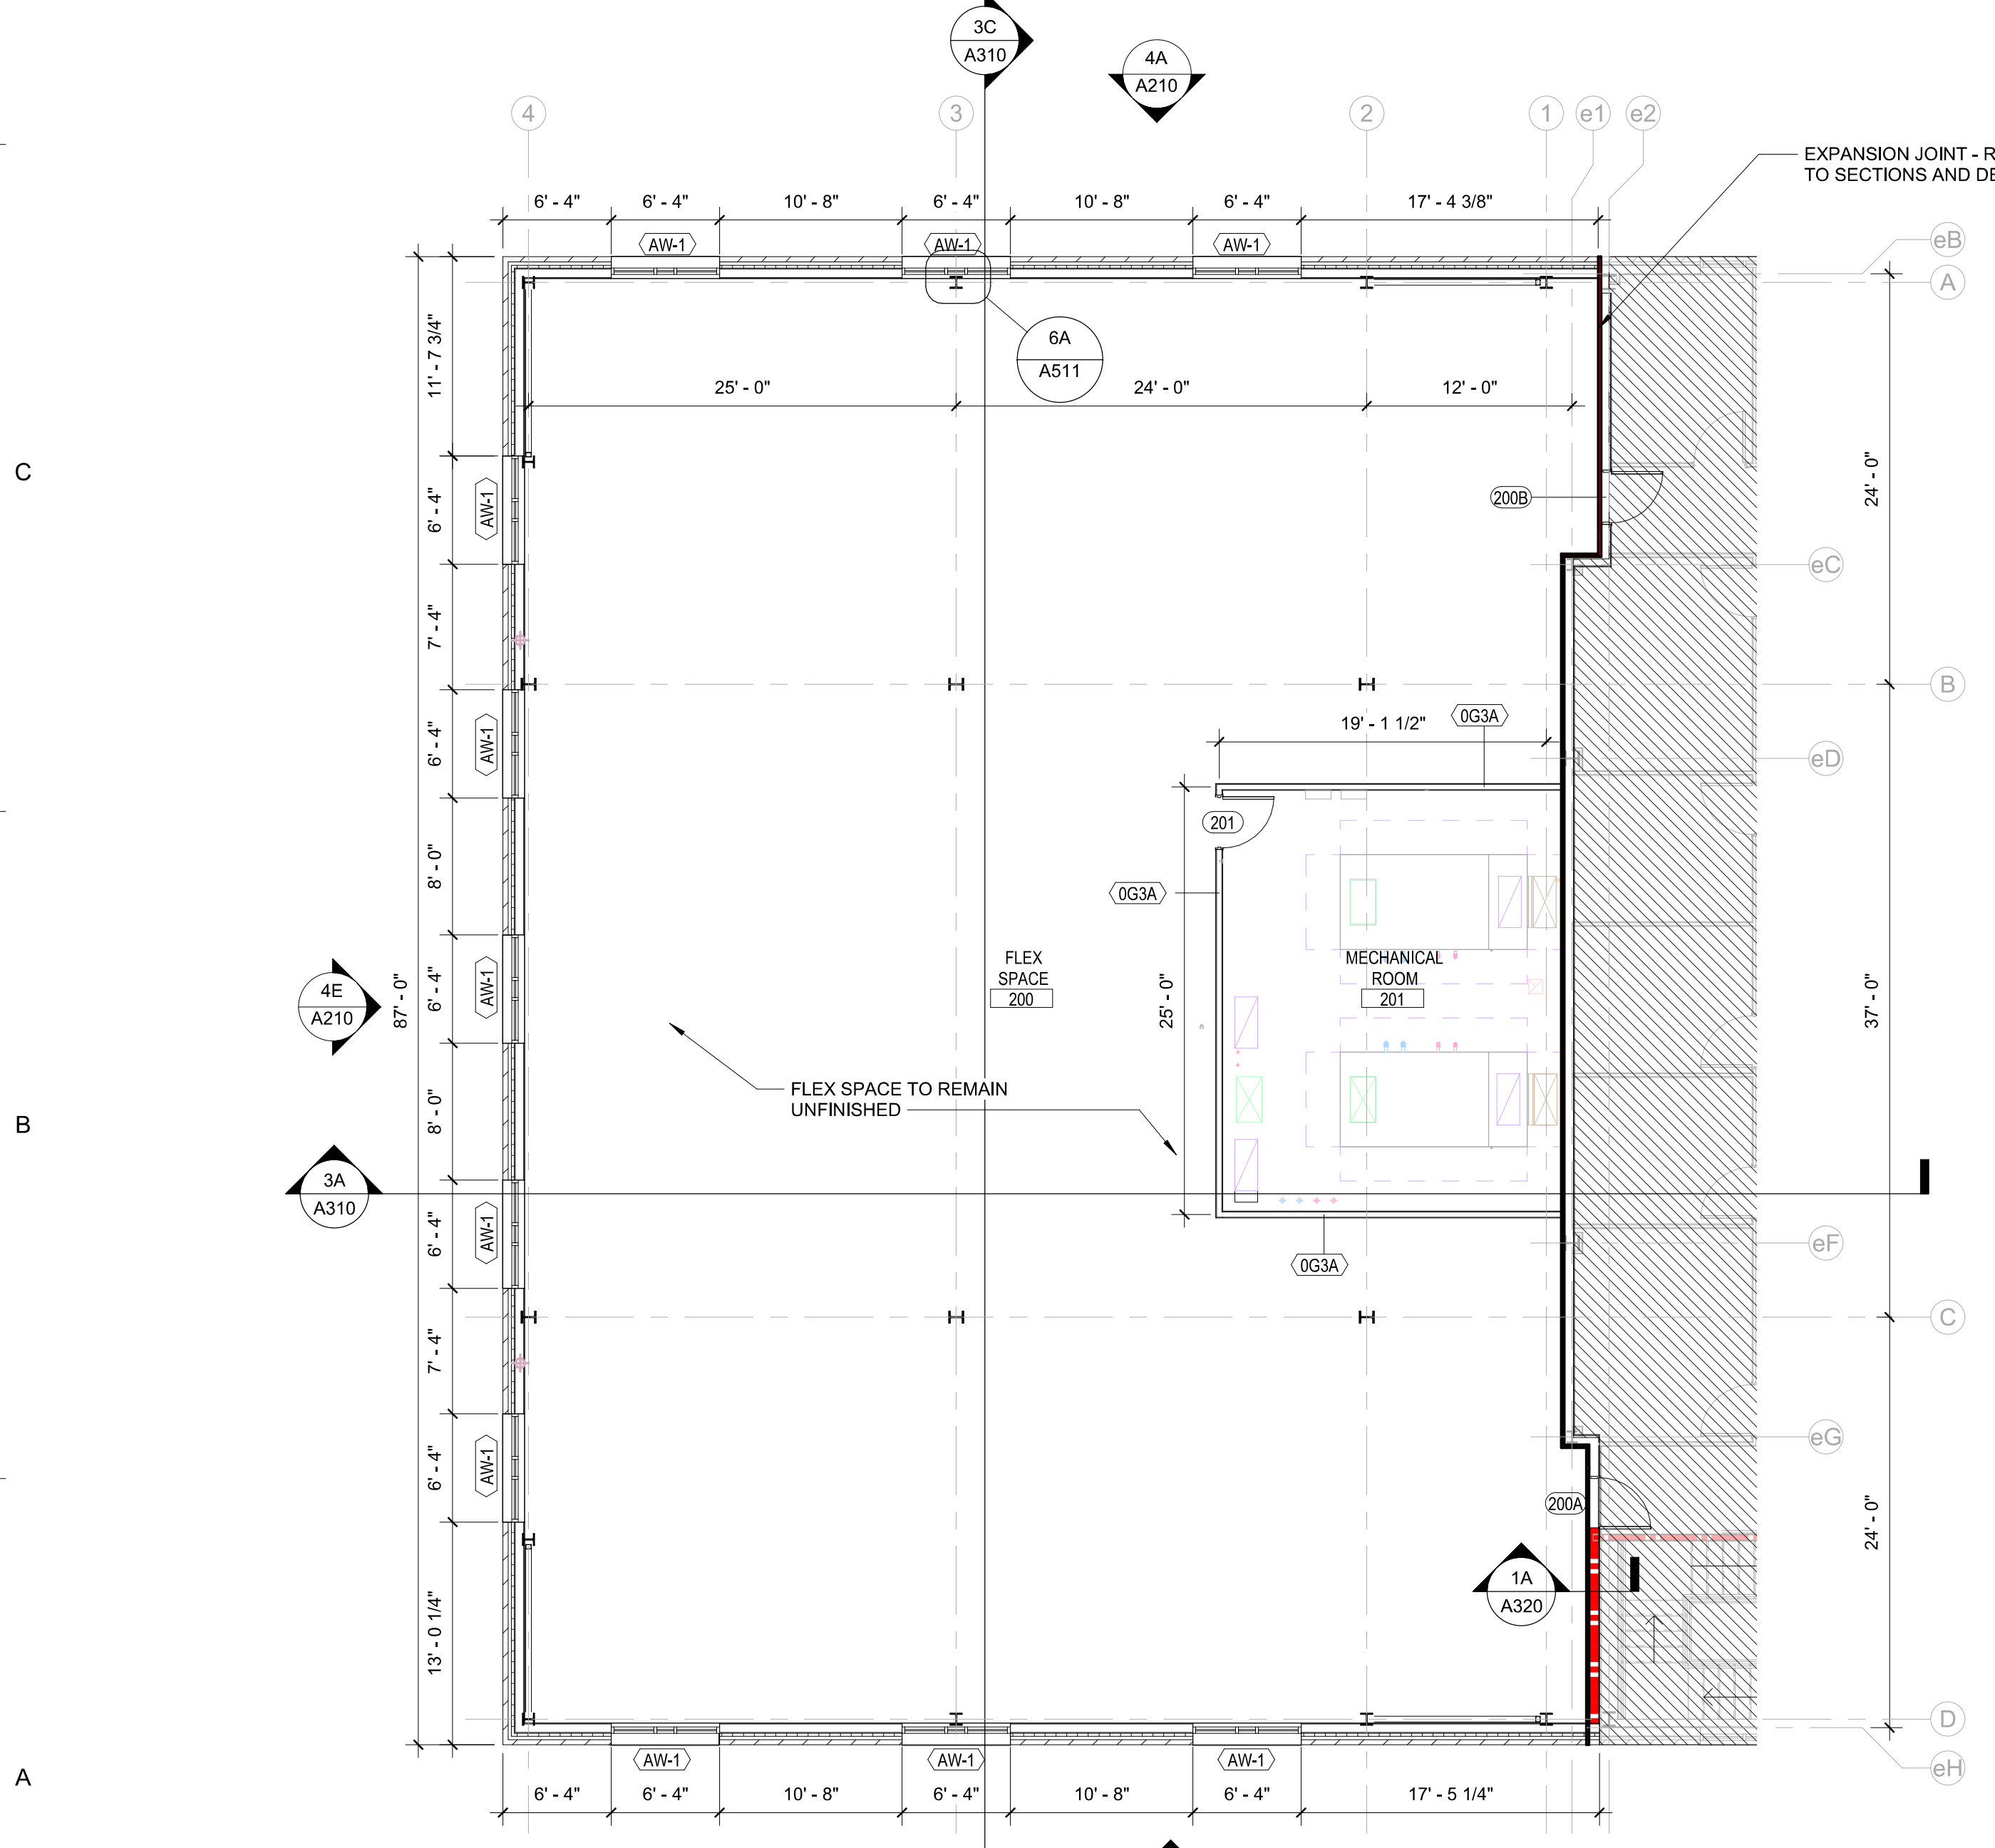 3C
A310
4A
A210
4
3
2
1
e1
e2
EXPANSION JOINT - R
TO SECTIONS AND DE
6' - 4"
6' - 4"
10' - 8"
6' - 4"
10' - 8"
6' - 4"
17' - 4 3/8"
AW-1
AW-1
AW-1
eB
A
6A
A511
11' - 7 3/4"
25' - 0"
24' - 0"
12' - 0"
C
6' - 4"
AW-1
200B
24' - 0"
eC
7' - 4"
B
6' - 4"
AW-1
19' - 1 1/2"
0G3A
eD
201
8' - 0"
0G3A
4E
A210
87' - 0"
6' - 4"
AW-1
FLEX
SPACE
200
25' - 0"
MECHANICAL
ROOM
201
37' - 0"
B
8' - 0"
FLEX SPACE TO REMAIN
UNFINISHED
3A
A310
6' - 4"
AW-1
0G3A
eF
C
7' - 4"
eG
6' - 4"
AW-1
200A
24' - 0"
1A
A320
13' - 0 1/4"
D
AW-1
AW-1
AW-1
eH
A
6' - 4"
6' - 4"
10' - 8"
6' - 4"
10' - 8"
6' - 4"
17' - 5 1/4"